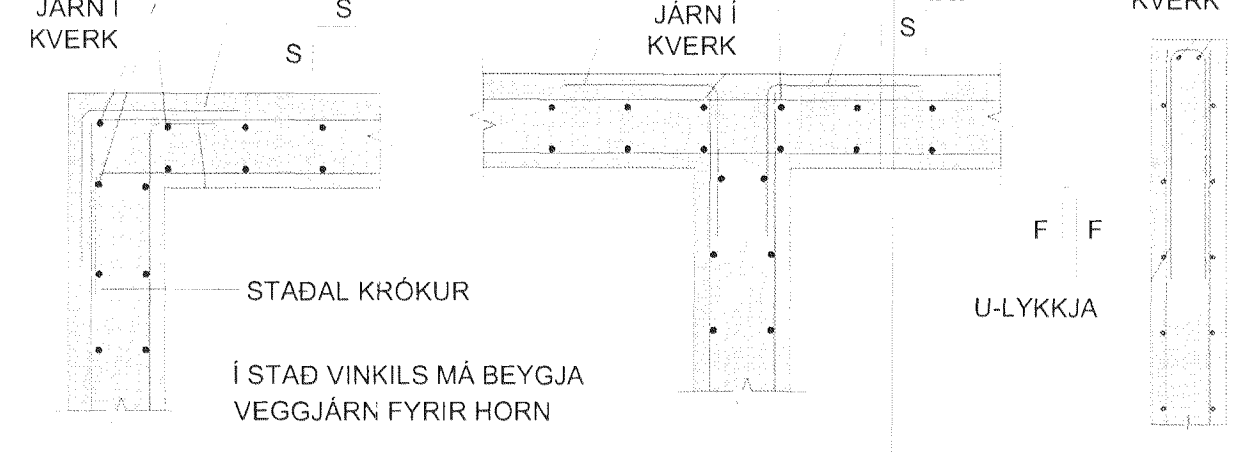 JÁRN Í
KVERK
S
S
JÁRN Í
KVERK
S
KVERK
STAÐAL KRÓKUR
Í STAÐ VINKILS MÁ BEYGJA
VEGGJÁRN FYRIR HORN
F F
U-LYKKJA